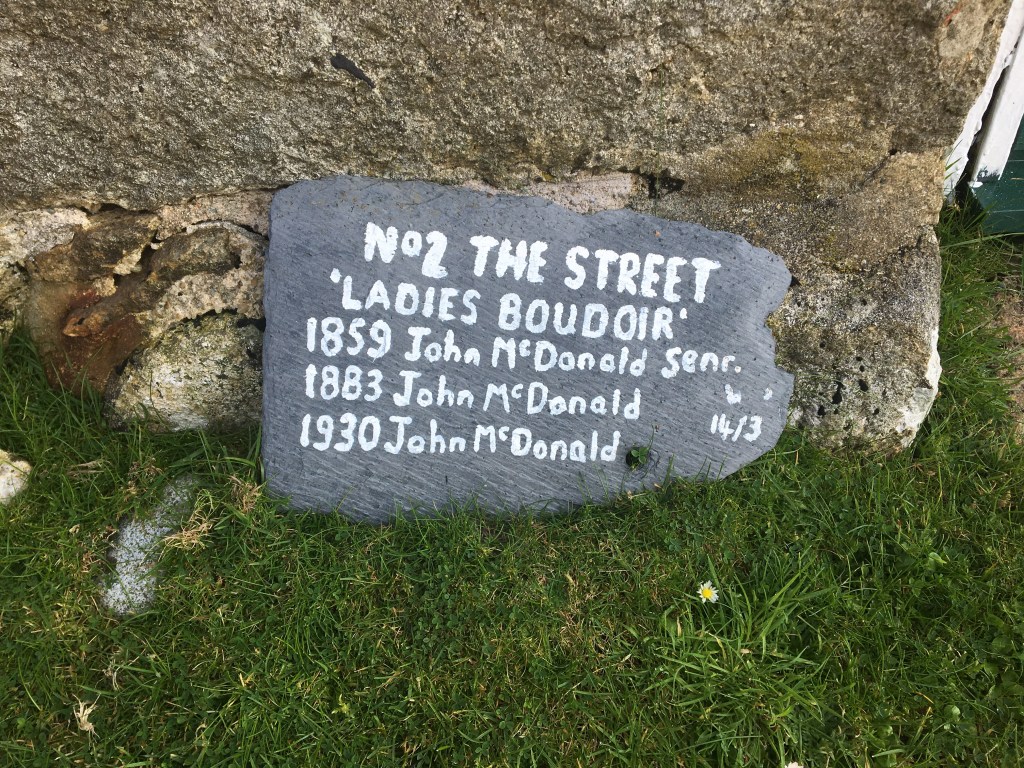 No2 THE STREET
'LADIES BOUDOIR'
1859 John McDonald Senr.
1883 John McDonald
1930 John McDonald
14/3